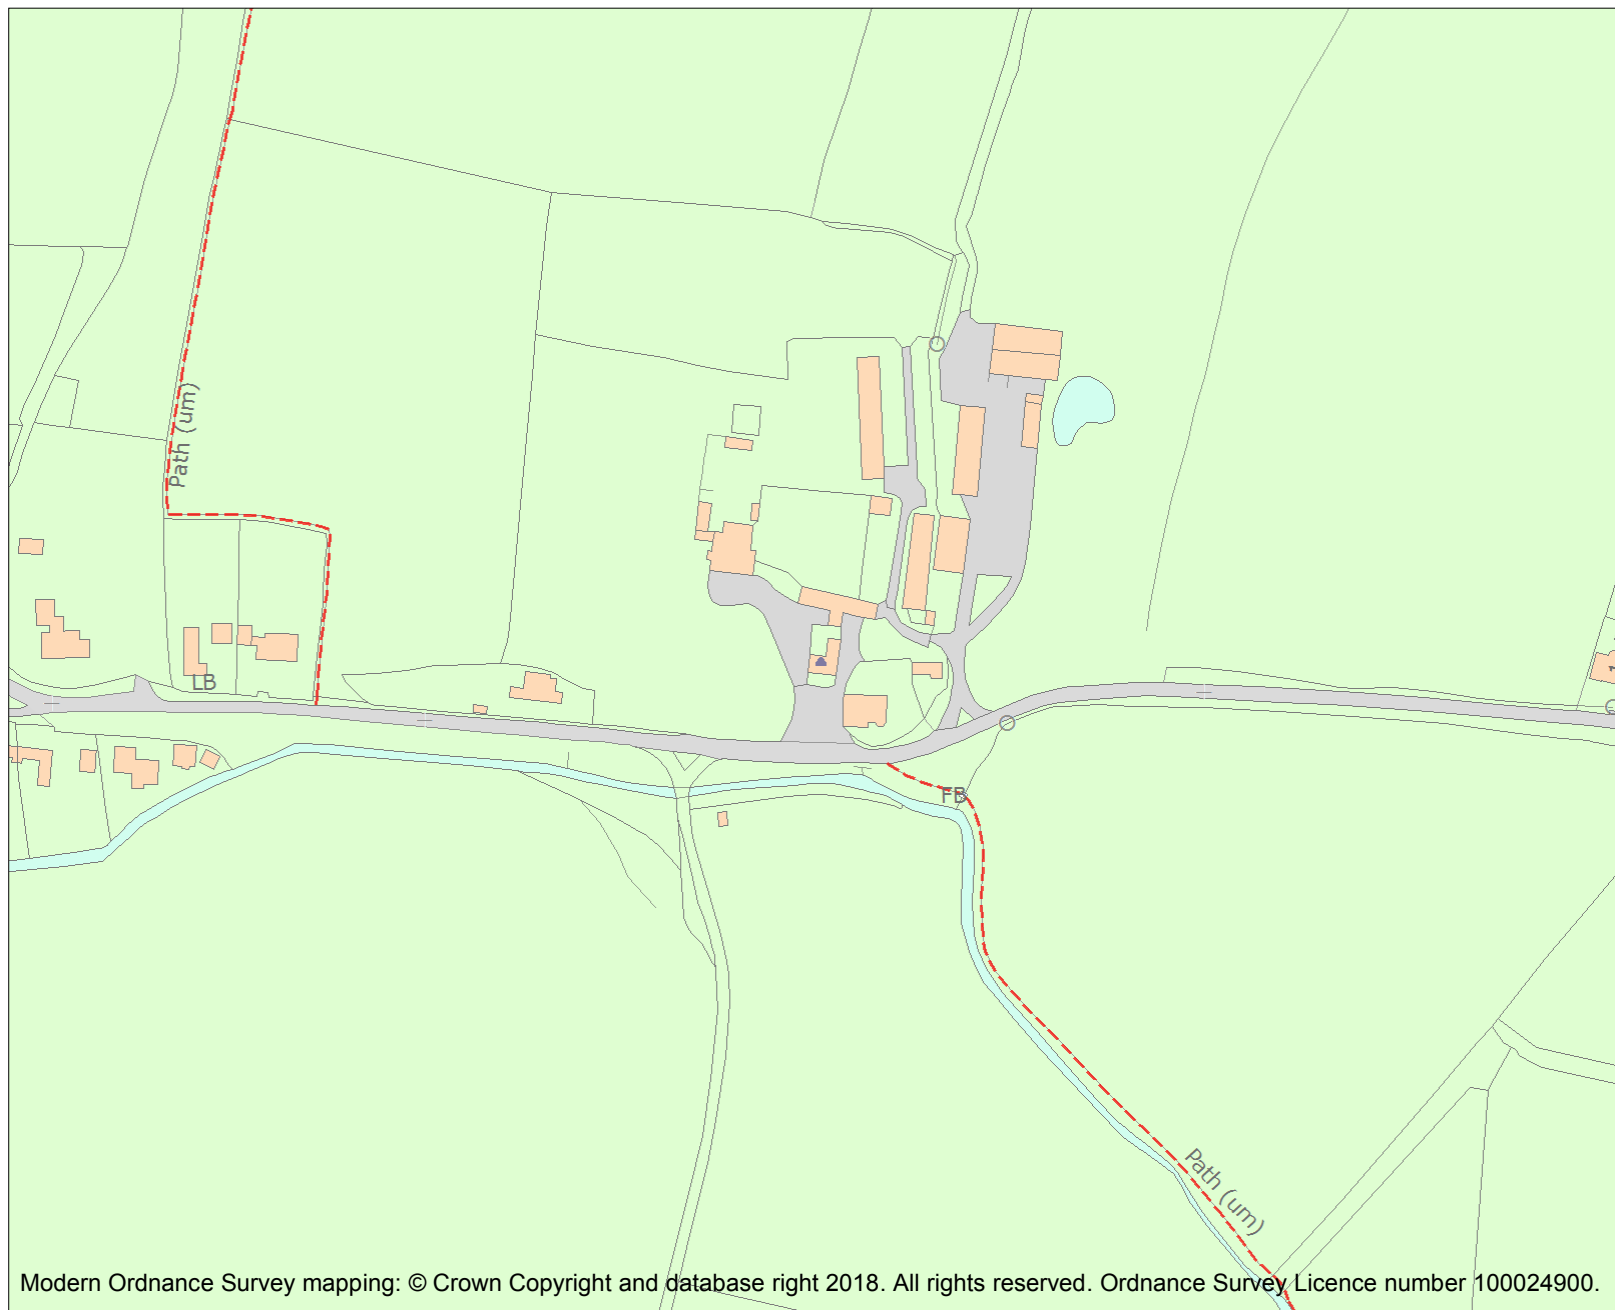 Path (um)
LB
FB
Path (um)
Modern Ordnance Survey mapping: © Crown Copyright and database right 2018. All rights reserved. Ordnance Survey Licence number 100024900.